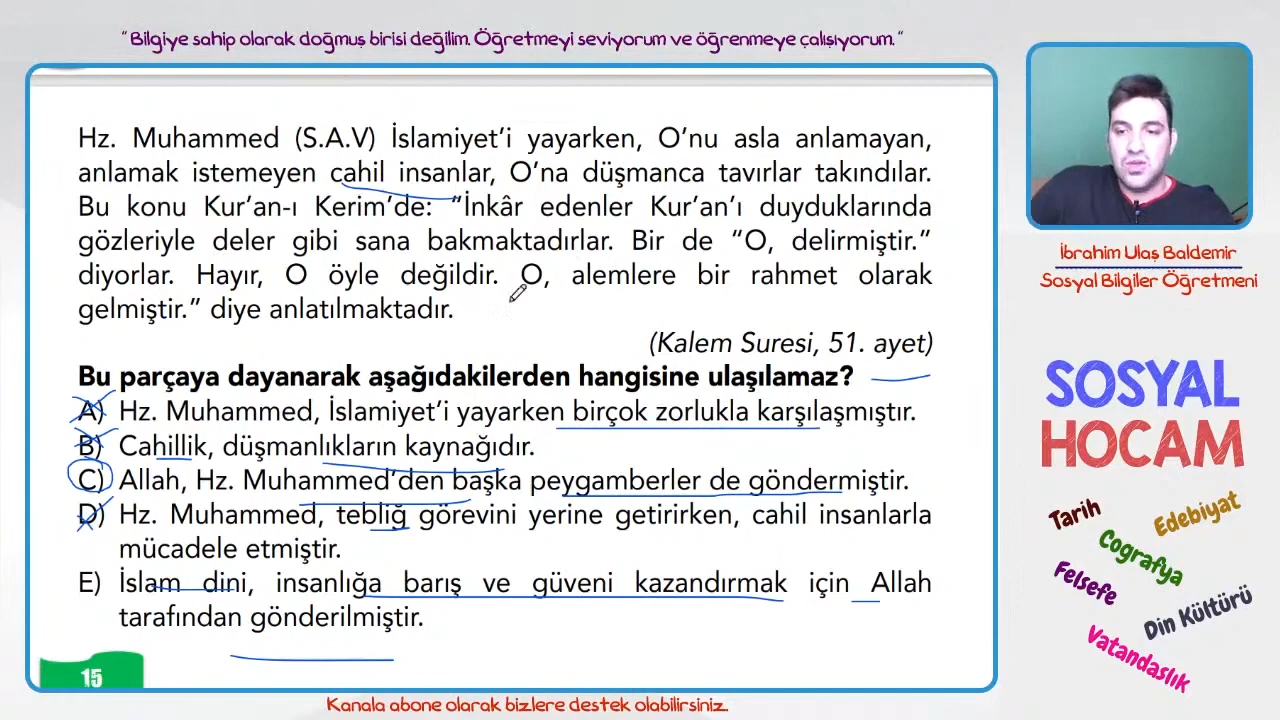 “ Bilgiye sahip olarak doğmuş birisi değilim. Öğretmeyi seviyorum ve öğrenmeye çalışıyorum. “
Hz. Muhammed (S.A.V) İslamiyet’i yayarken, O’nu asla anlamayan,
anlamak istemeyen cahil insanlar, O’na düşmanca tavırlar takındılar.
Bu konu Kur’an-ı Kerim’de: “İnkâr edenler Kur’an’ı duyduklarında
gözleriyle deler gibi sana bakmaktadırlar. Bir de “O, delirmiştir.”
diyorlar. Hayır, O öyle değildir. O, alemlere bir rahmet olarak
gelmiştir.” diye anlatılmaktadır.
(Kalem Suresi, 51. ayet)
Bu parçaya dayanarak aşağıdakilerden hangisine ulaşılamaz?
A) Hz. Muhammed, İslamiyet’i yayarken birçok zorlukla karşılaşmıştır.
B) Cahillik, düşmanlıkların kaynağıdır.
C) Allah, Hz. Muhammed’den başka peygamberler de göndermiştir.
D) Hz. Muhammed, tebliğ görevini yerine getirirken, cahil insanlarla
mücadele etmiştir.
E) İslam dini, insanlığa barış ve güveni kazandırmak için Allah
tarafından gönderilmiştir.
15
İbrahim Ulaş Baldemir
Sosyal Bilgiler Öğretmeni
SOSYAL
HOCAM
Tarih
Edebiyat
Coğrafya
Felsefe
Din Kültürü
Vatandaslık
Kanala abone olarak bizlere destek olabilirsiniz.